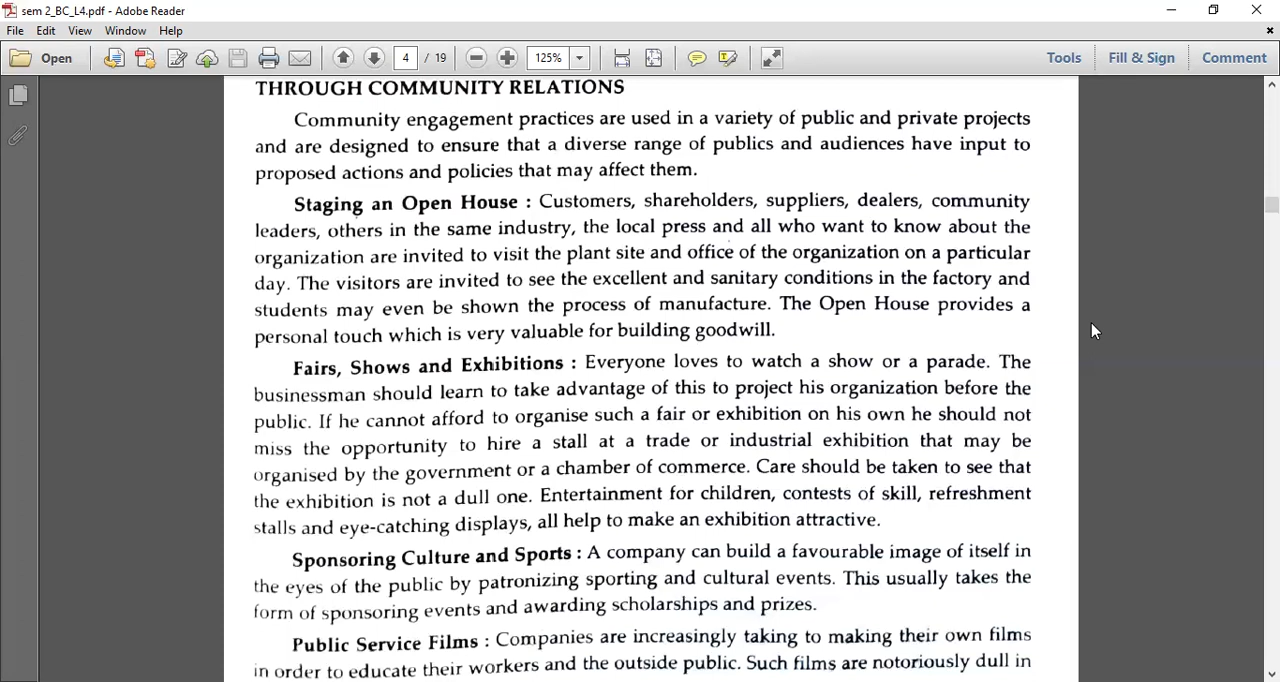 sem 2_BC_L4.pdf - Adobe Reader
File Edit View Window Help
Open 4 / 19 125% Tools Fill & Sign Comment
THROUGH COMMUNITY RELATIONS
Community engagement practices are used in a variety of public and private projects
and are designed to ensure that a diverse range of publics and audiences have input to
proposed actions and policies that may affect them.
Staging an Open House : Customers, shareholders, suppliers, dealers, community
leaders, others in the same industry, the local press and all who want to know about the
organization are invited to visit the plant site and office of the organization on a particular
day. The visitors are invited to see the excellent and sanitary conditions in the factory and
students may even be shown the process of manufacture. The Open House provides a
personal touch which is very valuable for building goodwill.
Fairs, Shows and Exhibitions : Everyone loves to watch a show or a parade. The
businessman should learn to take advantage of this to project his organization before the
public. If he cannot afford to organise such a fair or exhibition on his own he should not
miss the opportunity to hire a stall at a trade or industrial exhibition that may be
organised by the government or a chamber of commerce. Care should be taken to see that
the exhibition is not a dull one. Entertainment for children, contests of skill, refreshment
stalls and eye-catching displays, all help to make an exhibition attractive.
Sponsoring Culture and Sports : A company can build a favourable image of itself in
the eyes of the public by patronizing sporting and cultural events. This usually takes the
form of sponsoring events and awarding scholarships and prizes.
Public Service Films : Companies are increasingly taking to making their own films
in order to educate their workers and the outside public. Such films are notoriously dull in